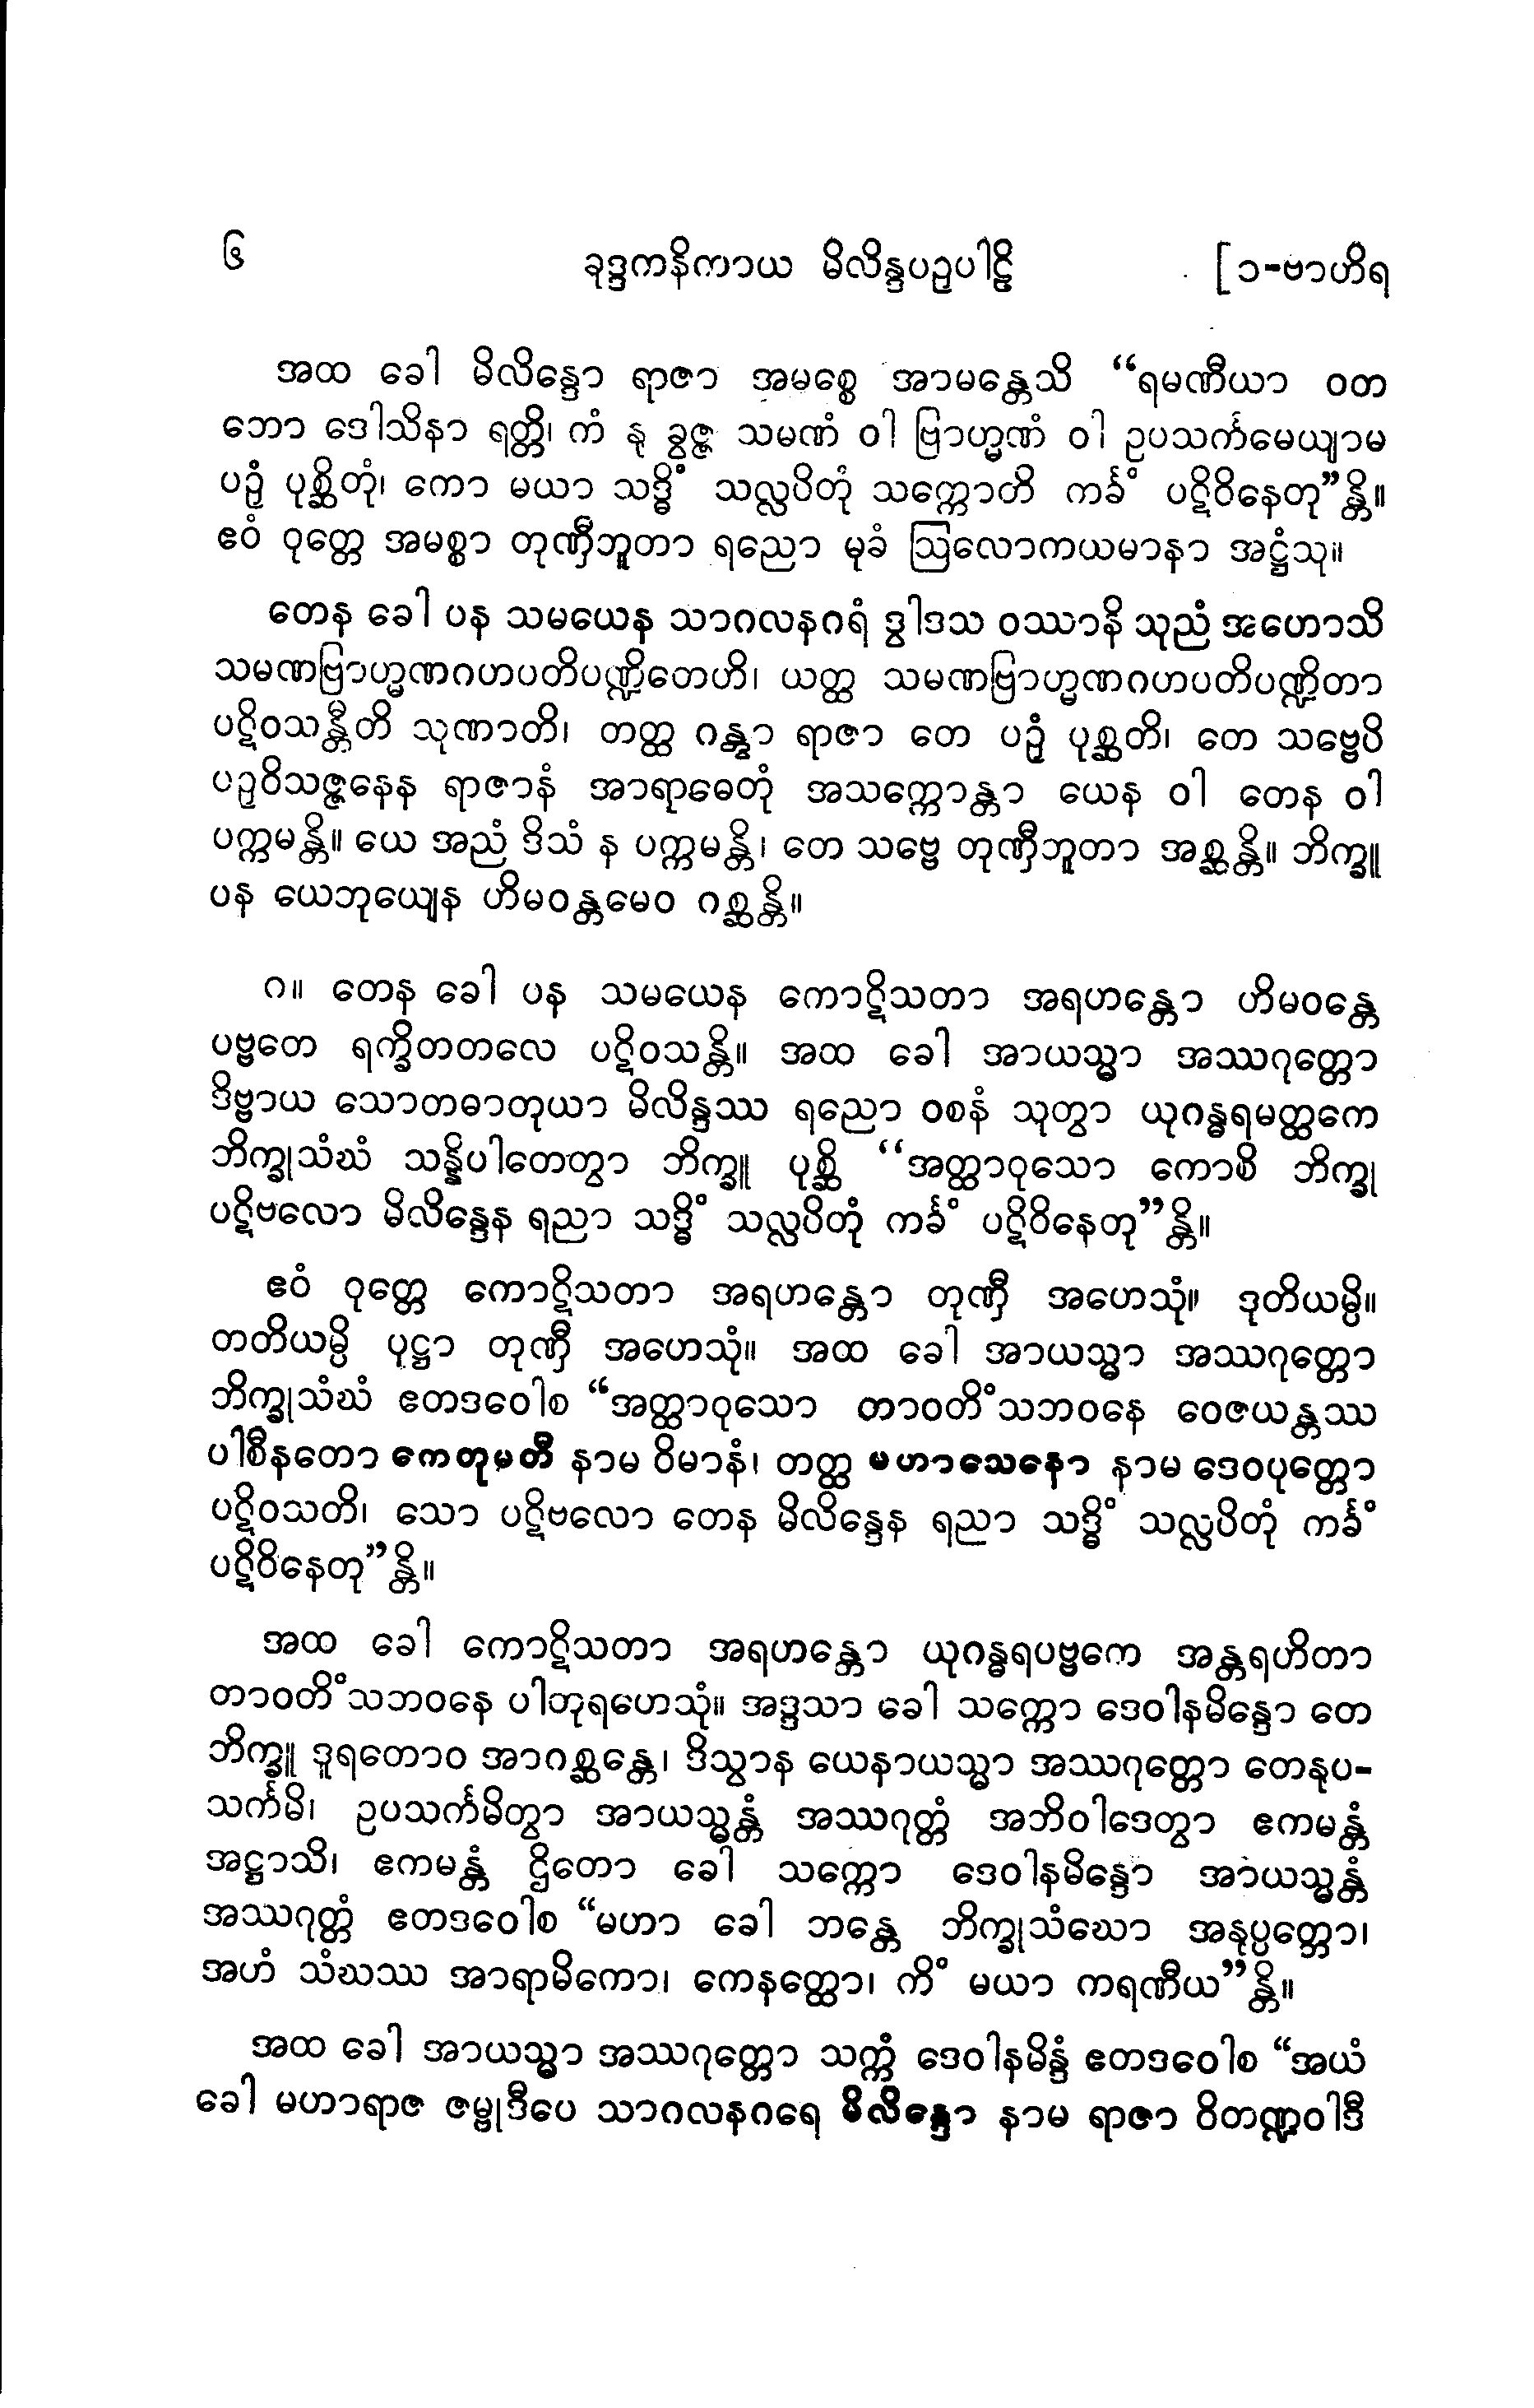 ၆ ခုဒ္ဒကနိကာယ မိလိန္ဒပဉှပါဠိ [ ၁-ဗာဟိရ
အထ ခေါ မိလိန္ဒော ရာဇာ အမစ္စေ အာမန္တေသိ “ရမဏီယာ ဝတ
ဘော ဒေါသိနာ ရတ္တိ၊ ကံ နု ခွဇ္ဇ သမဏံ ဝါ ဗြာဟ္မဏံ ဝါ ဥပသင်္ကမေယျာမ
ပဉှံ ပုစ္ဆိတုံ၊ ကော မယာ သဒ္ဓိံ သလ္လပိတုံ သက္ကောတိ ကင်္ခံ ပဋိဝိနေတု”န္တိ။
ဧဝံ ဝုတ္တေ အမစ္စာ တုဏှီဘူတာ ရညော မုခံ ဩလောကယမာနာ အဋ္ဌံသု။
တေန ခေါ ပန သမယေန သာဂလနဂရံ ဒွါဒသ ဝဿာနိ သုညံ အဟောသိ
သမဏဗြာဟ္မဏဂဟပတိပဏ္ဍိတေဟိ၊ ယတ္ထ သမဏဗြာဟ္မဏဂဟပတိပဏ္ဍိတာ
ပဋိဝသန္တီတိ သုဏာတိ၊ တတ္ထ ဂန္တွာ ရာဇာ တေ ပဉှံ ပုစ္ဆတိ၊ တေ သဗ္ဗေပိ
ပဉှဝိသဇ္ဇနေန ရာဇာနံ အာရာဓေတုံ အသက္ကောန္တာ ယေန ဝါ တေန ဝါ
ပက္ကမန္တိ။ ယေ အညံ ဒိသံ န ပက္ကမန္တိ၊ တေ သဗ္ဗေ တုဏှီဘူတာ အစ္ဆန္တိ။ ဘိက္ခူ
ပန ယေဘုယျေန ဟိမဝန္တမေဝ ဂစ္ဆန္တိ။
၈။ တေန ခေါ ပန သမယေန ကောဋိသတာ အရဟန္တော ဟိမဝန္တေ
ပဗ္ဗတေ ရက္ခိတတလေ ပဋိဝသန္တိ။ အထ ခေါ အာယသ္မာ အဿဂုတ္တော
ဒိဗ္ဗာယ သောတဓာတုယာ မိလိန္ဒဿ ရညော ဝစနံ သုတွာ ယုဂန္ဓရမတ္ထကေ
ဘိက္ခုသံဃံ သန္နိပါတေတွာ ဘိက္ခူ ပုစ္ဆိ “အတ္ထာဝုသော ကောစိ ဘိက္ခု
ပဋိဗလော မိလိန္ဒေန ရညာ သဒ္ဓိံ သလ္လပိတုံ ကင်္ခံ ပဋိဝိနေတု”န္တိ။
ဧဝံ ဝုတ္တေ ကောဋိသတာ အရဟန္တော တုဏှီ အဟေသုံ။ ဒုတိယမ္ပိ။
တတိယမ္ပိ ပုဋ္ဌာ တုဏှီ အဟေသုံ။ အထ ခေါ အာယသ္မာ အဿဂုတ္တော
ဘိက္ခုသံဃံ ဧတဒဝေါစ “အတ္ထာဝုသော တာဝတိံသဘဝနေ ဝေဇယန္တဿ
ပါစီနတော ကေတုမတီ နာမ ဝိမာနံ၊ တတ္ထ မဟာသေနော နာမ ဒေဝပုတ္တော
ပဋိဝသတိ၊ သော ပဋိဗလော တေန မိလိန္ဒေန ရညာ သဒ္ဓိံ သလ္လပိတုံ ကင်္ခံ
ပဋိဝိနေတု”န္တိ။
အထ ခေါ ကောဋိသတာ အရဟန္တော ယုဂန္ဓရပဗ္ဗကေ အန္တရဟိတာ
တာဝတိံသဘဝနေ ပါတုရဟေသုံ။ အဒ္ဒသာ ခေါ သက္ကော ဒေဝါနမိန္ဒော တေ
ဘိက္ခူ ဒူရတောဝ အာဂစ္ဆန္တေ၊ ဒိသွာန ယေနာယသ္မာ အဿဂုတ္တော တေနုပ-
သင်္ကမိ၊ ဥပသင်္ကမိတွာ အာယသ္မန္တံ အဿဂုတ္တံ အဘိဝါဒေတွာ ဧကမန္တံ
အဋ္ဌာသိ၊ ဧကမန္တံ ဌိတော ခေါ သက္ကော ဒေဝါနမိန္ဒော အာယသ္မန္တံ
အဿဂုတ္တံ ဧတဒဝေါစ “မဟာ ခေါ ဘန္တေ ဘိက္ခုသံဃော အနုပ္ပတ္တော၊
အဟံ သံဃဿ အာရာမိကော၊ ကေနတ္ထော၊ ကိံ မယာ ကရဏီယ”န္တိ။
အထ ခေါ အာယသ္မာ အဿဂုတ္တော သက္ကံ ဒေဝါနမိန္ဒံ ဧတဒဝေါစ “အယံ
ခေါ မဟာရာဇ ဇမ္ဗုဒီပေ သာဂလနဂရေ မိလိန္ဒော နာမ ရာဇာ ဝိတဏ္ဍဝါဒီ